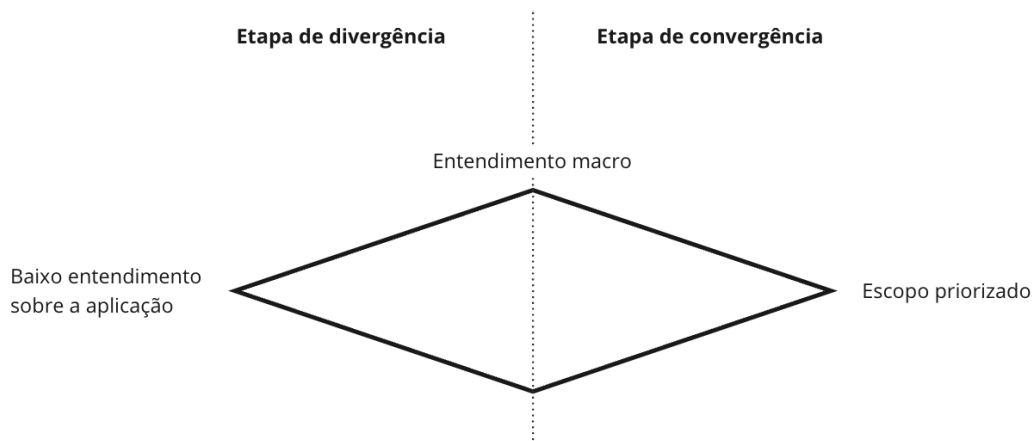 Etapa de divergência
Etapa de convergência
Entendimento macro
Baixo entendimento
sobre a aplicação
Escopo priorizado